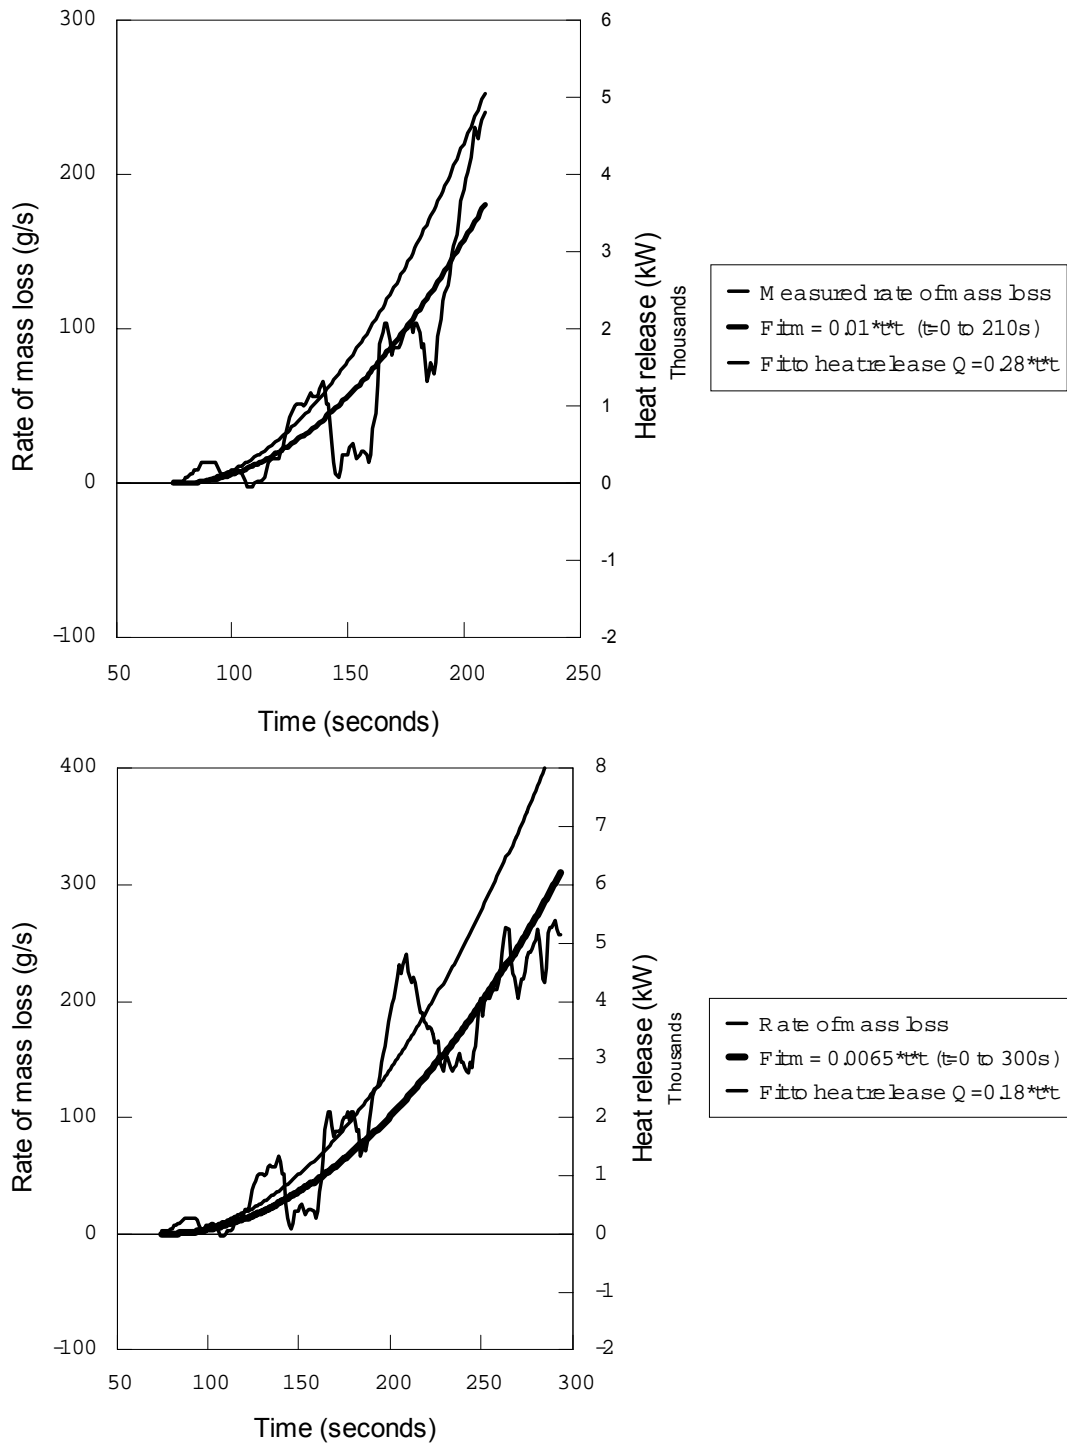 300
200
100
0
-100
6
5
4
3
2
1
0
-1
-2
50 100 150 200 250
Time (seconds)
Rate of mass loss (g/s)
Heat release (kW)
Thousands
Measured rate of mass loss
Fit m = 0.01*t*t (t=0 to 210s)
Fit to heat release Q=0.28*t*t
400
300
200
100
0
-100
8
7
6
5
4
3
2
1
0
-1
-2
50 100 150 200 250 300
Time (seconds)
Rate of mass loss (g/s)
Heat release (kW)
Thousands
Rate of mass loss
Fit m = 0.0065*t*t (t=0 to 300s)
Fit to heat release Q=0.18*t*t